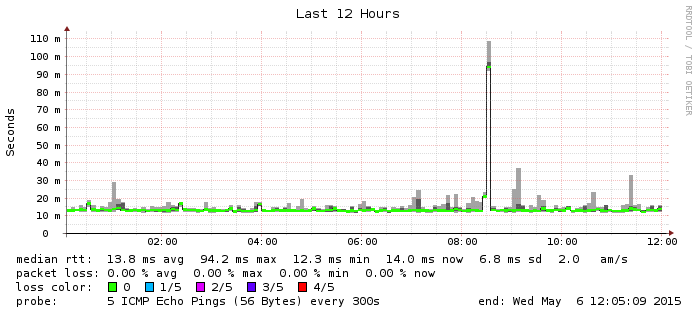 Last 12 Hours
RRDTOOL / TOBI OETIKER
Seconds
110 m
100 m
90 m
80 m
70 m
60 m
50 m
40 m
30 m
20 m
10 m
0
02:00 04:00 06:00 08:00 10:00 12:00
median rtt: 13.8 ms avg 94.2 ms max 12.3 ms min 14.0 ms now 6.8 ms sd 2.0 am/s
packet loss: 0.00 % avg 0.00 % max 0.00 % min 0.00 % now
loss color: 0 1/5 2/5 3/5 4/5
probe: 5 ICMP Echo Pings (56 Bytes) every 300s end: Wed May 6 12:05:09 2015